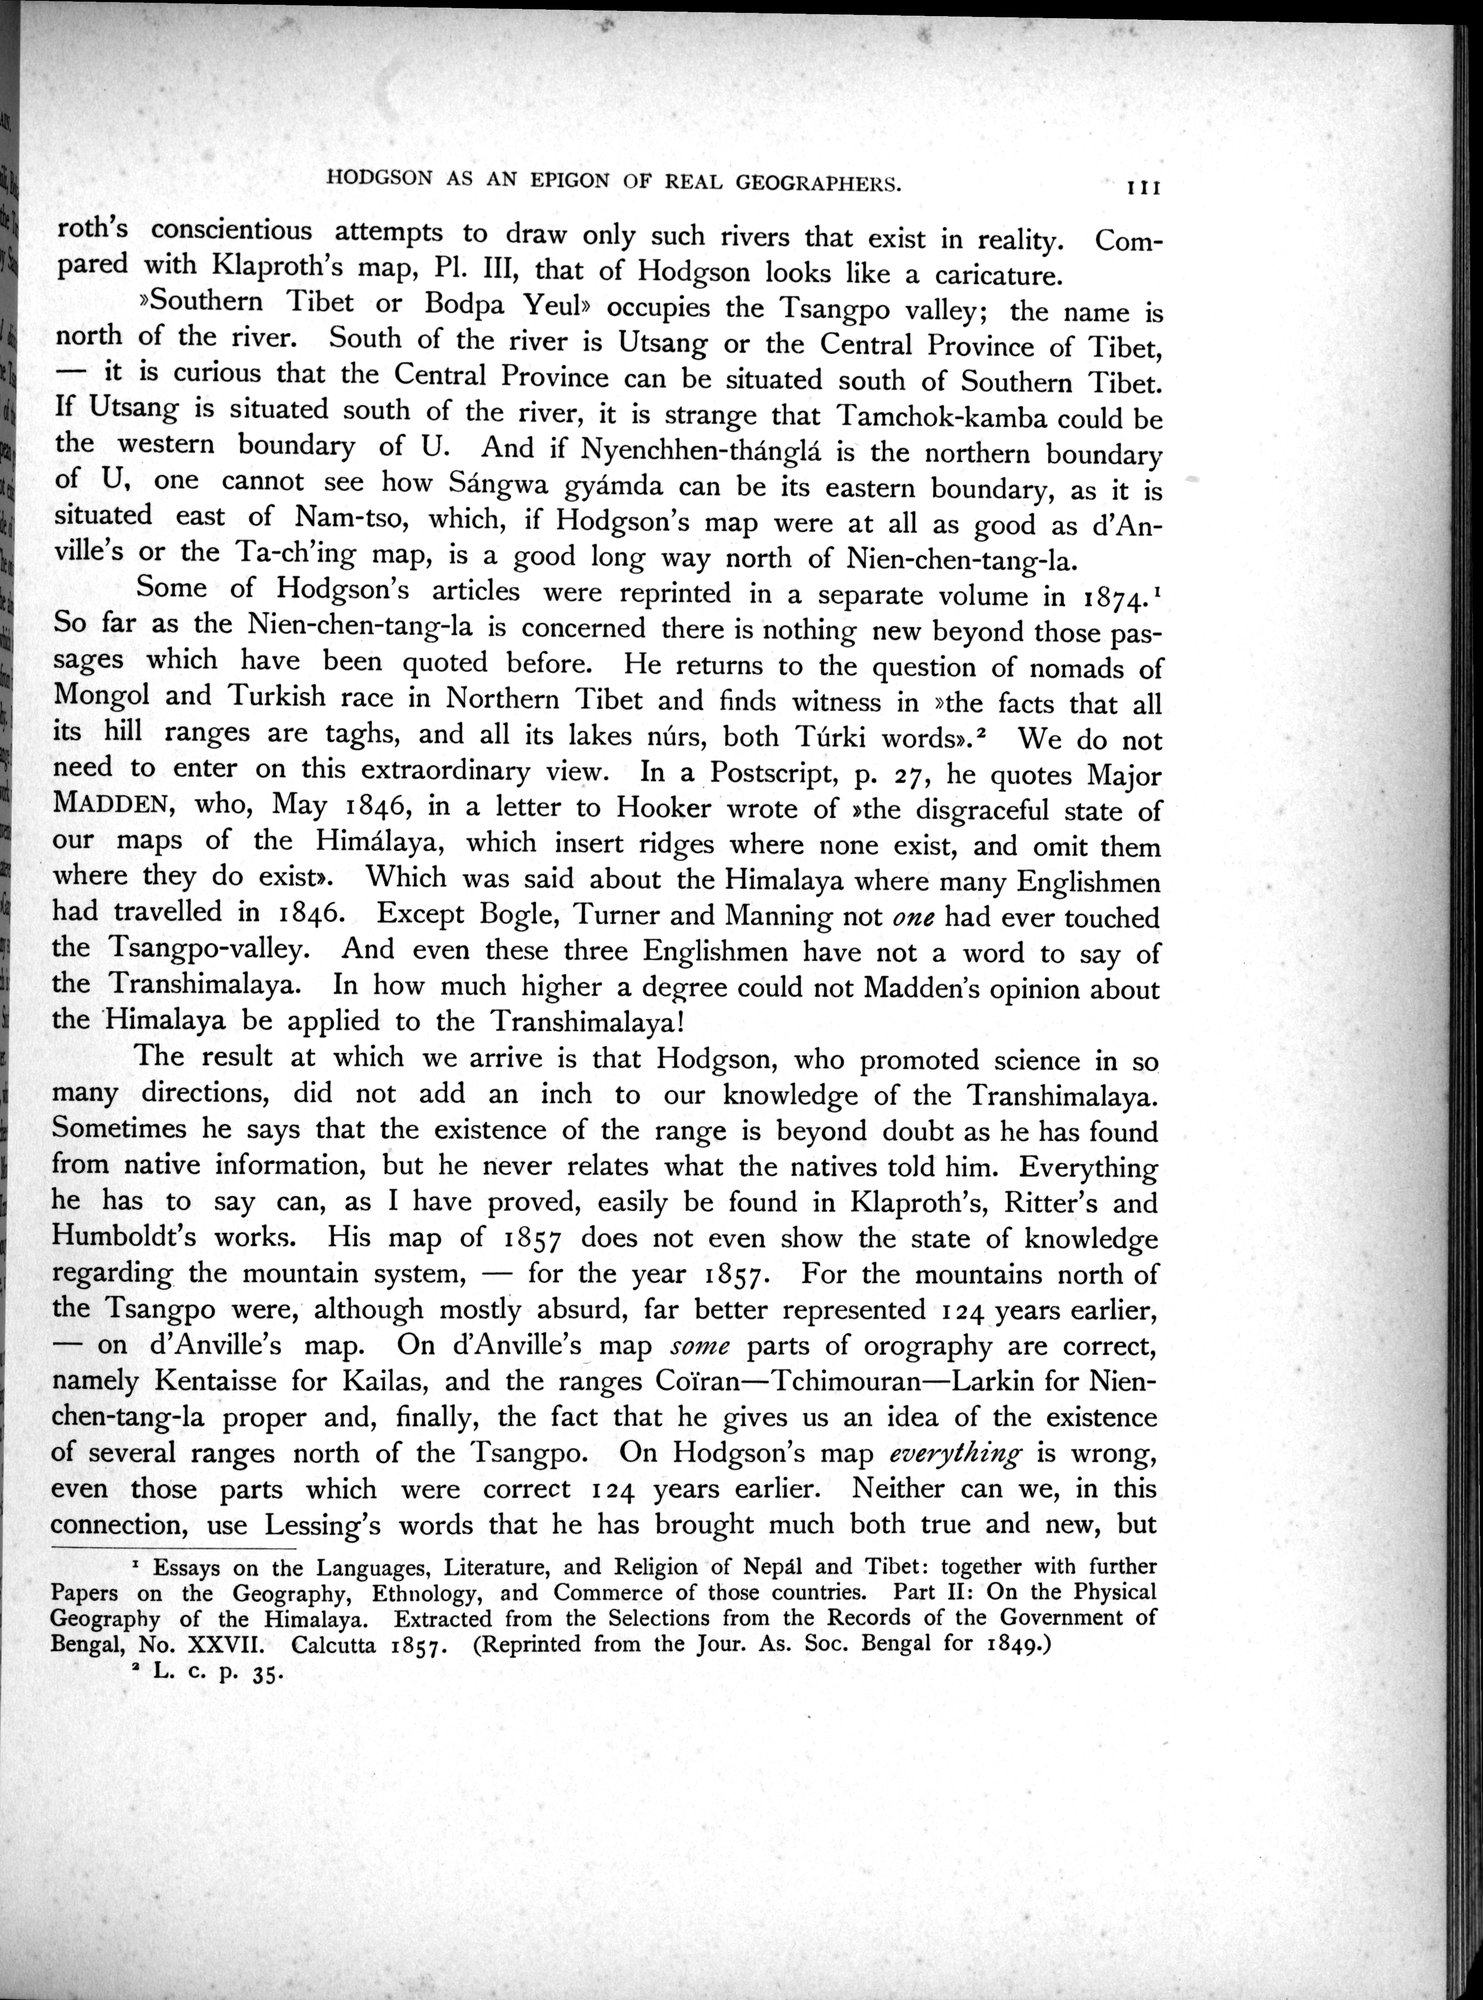 HODGSON AS AN EPIGON OF REAL GEOGRAPHERS. 111
roth's conscientious attempts to draw only such rivers that exist in reality. Com-
pared with Klaproth's map, Pl. III, that of Hodgson looks like a caricature.
»Southern Tibet or Bodpa Yeul» occupies the Tsangpo valley; the name is
north of the river. South of the river is Utsang or the Central Province of Tibet,
— it is curious that the Central Province can be situated south of Southern Tibet.
If Utsang is situated south of the river, it is strange that Tamchok-kamba could be
the western boundary of U. And if Nyenchhen-thánglá is the northern boundary
of U, one cannot see how Sángwa gyámda can be its eastern boundary, as it is
situated east of Nam-tso, which, if Hodgson's map were at all as good as d'An-
ville's or the Ta-ch'ing map, is a good long way north of Nien-chen-tang-la.
Some of Hodgson's articles were reprinted in a separate volume in 1874.¹
So far as the Nien-chen-tang-la is concerned there is nothing new beyond those pas-
sages which have been quoted before. He returns to the question of nomads of
Mongol and Turkish race in Northern Tibet and finds witness in »the facts that all
its hill ranges are taghs, and all its lakes núrs, both Túrki words».² We do not
need to enter on this extraordinary view. In a Postscript, p. 27, he quotes Major
MADDEN, who, May 1846, in a letter to Hooker wrote of »the disgraceful state of
our maps of the Himálaya, which insert ridges where none exist, and omit them
where they do exist». Which was said about the Himalaya where many Englishmen
had travelled in 1846. Except Bogle, Turner and Manning not one had ever touched
the Tsangpo-valley. And even these three Englishmen have not a word to say of
the Transhimalaya. In how much higher a degree could not Madden's opinion about
the Himalaya be applied to the Transhimalaya!
The result at which we arrive is that Hodgson, who promoted science in so
many directions, did not add an inch to our knowledge of the Transhimalaya.
Sometimes he says that the existence of the range is beyond doubt as he has found
from native information, but he never relates what the natives told him. Everything
he has to say can, as I have proved, easily be found in Klaproth's, Ritter's and
Humboldt's works. His map of 1857 does not even show the state of knowledge
regarding the mountain system, — for the year 1857. For the mountains north of
the Tsangpo were, although mostly absurd, far better represented 124 years earlier,
— on d'Anville's map. On d'Anville's map some parts of orography are correct,
namely Kentaisse for Kailas, and the ranges Coïran—Tchimouran—Larkin for Nien-
chen-tang-la proper and, finally, the fact that he gives us an idea of the existence
of several ranges north of the Tsangpo. On Hodgson's map everything is wrong,
even those parts which were correct 124 years earlier. Neither can we, in this
connection, use Lessing's words that he has brought much both true and new, but
¹ Essays on the Languages, Literature, and Religion of Nepál and Tibet: together with further
Papers on the Geography, Ethnology, and Commerce of those countries. Part II: On the Physical
Geography of the Himalaya. Extracted from the Selections from the Records of the Government of
Bengal, No. XXVII. Calcutta 1857. (Reprinted from the Jour. As. Soc. Bengal for 1849.)
² L. c. p. 35.